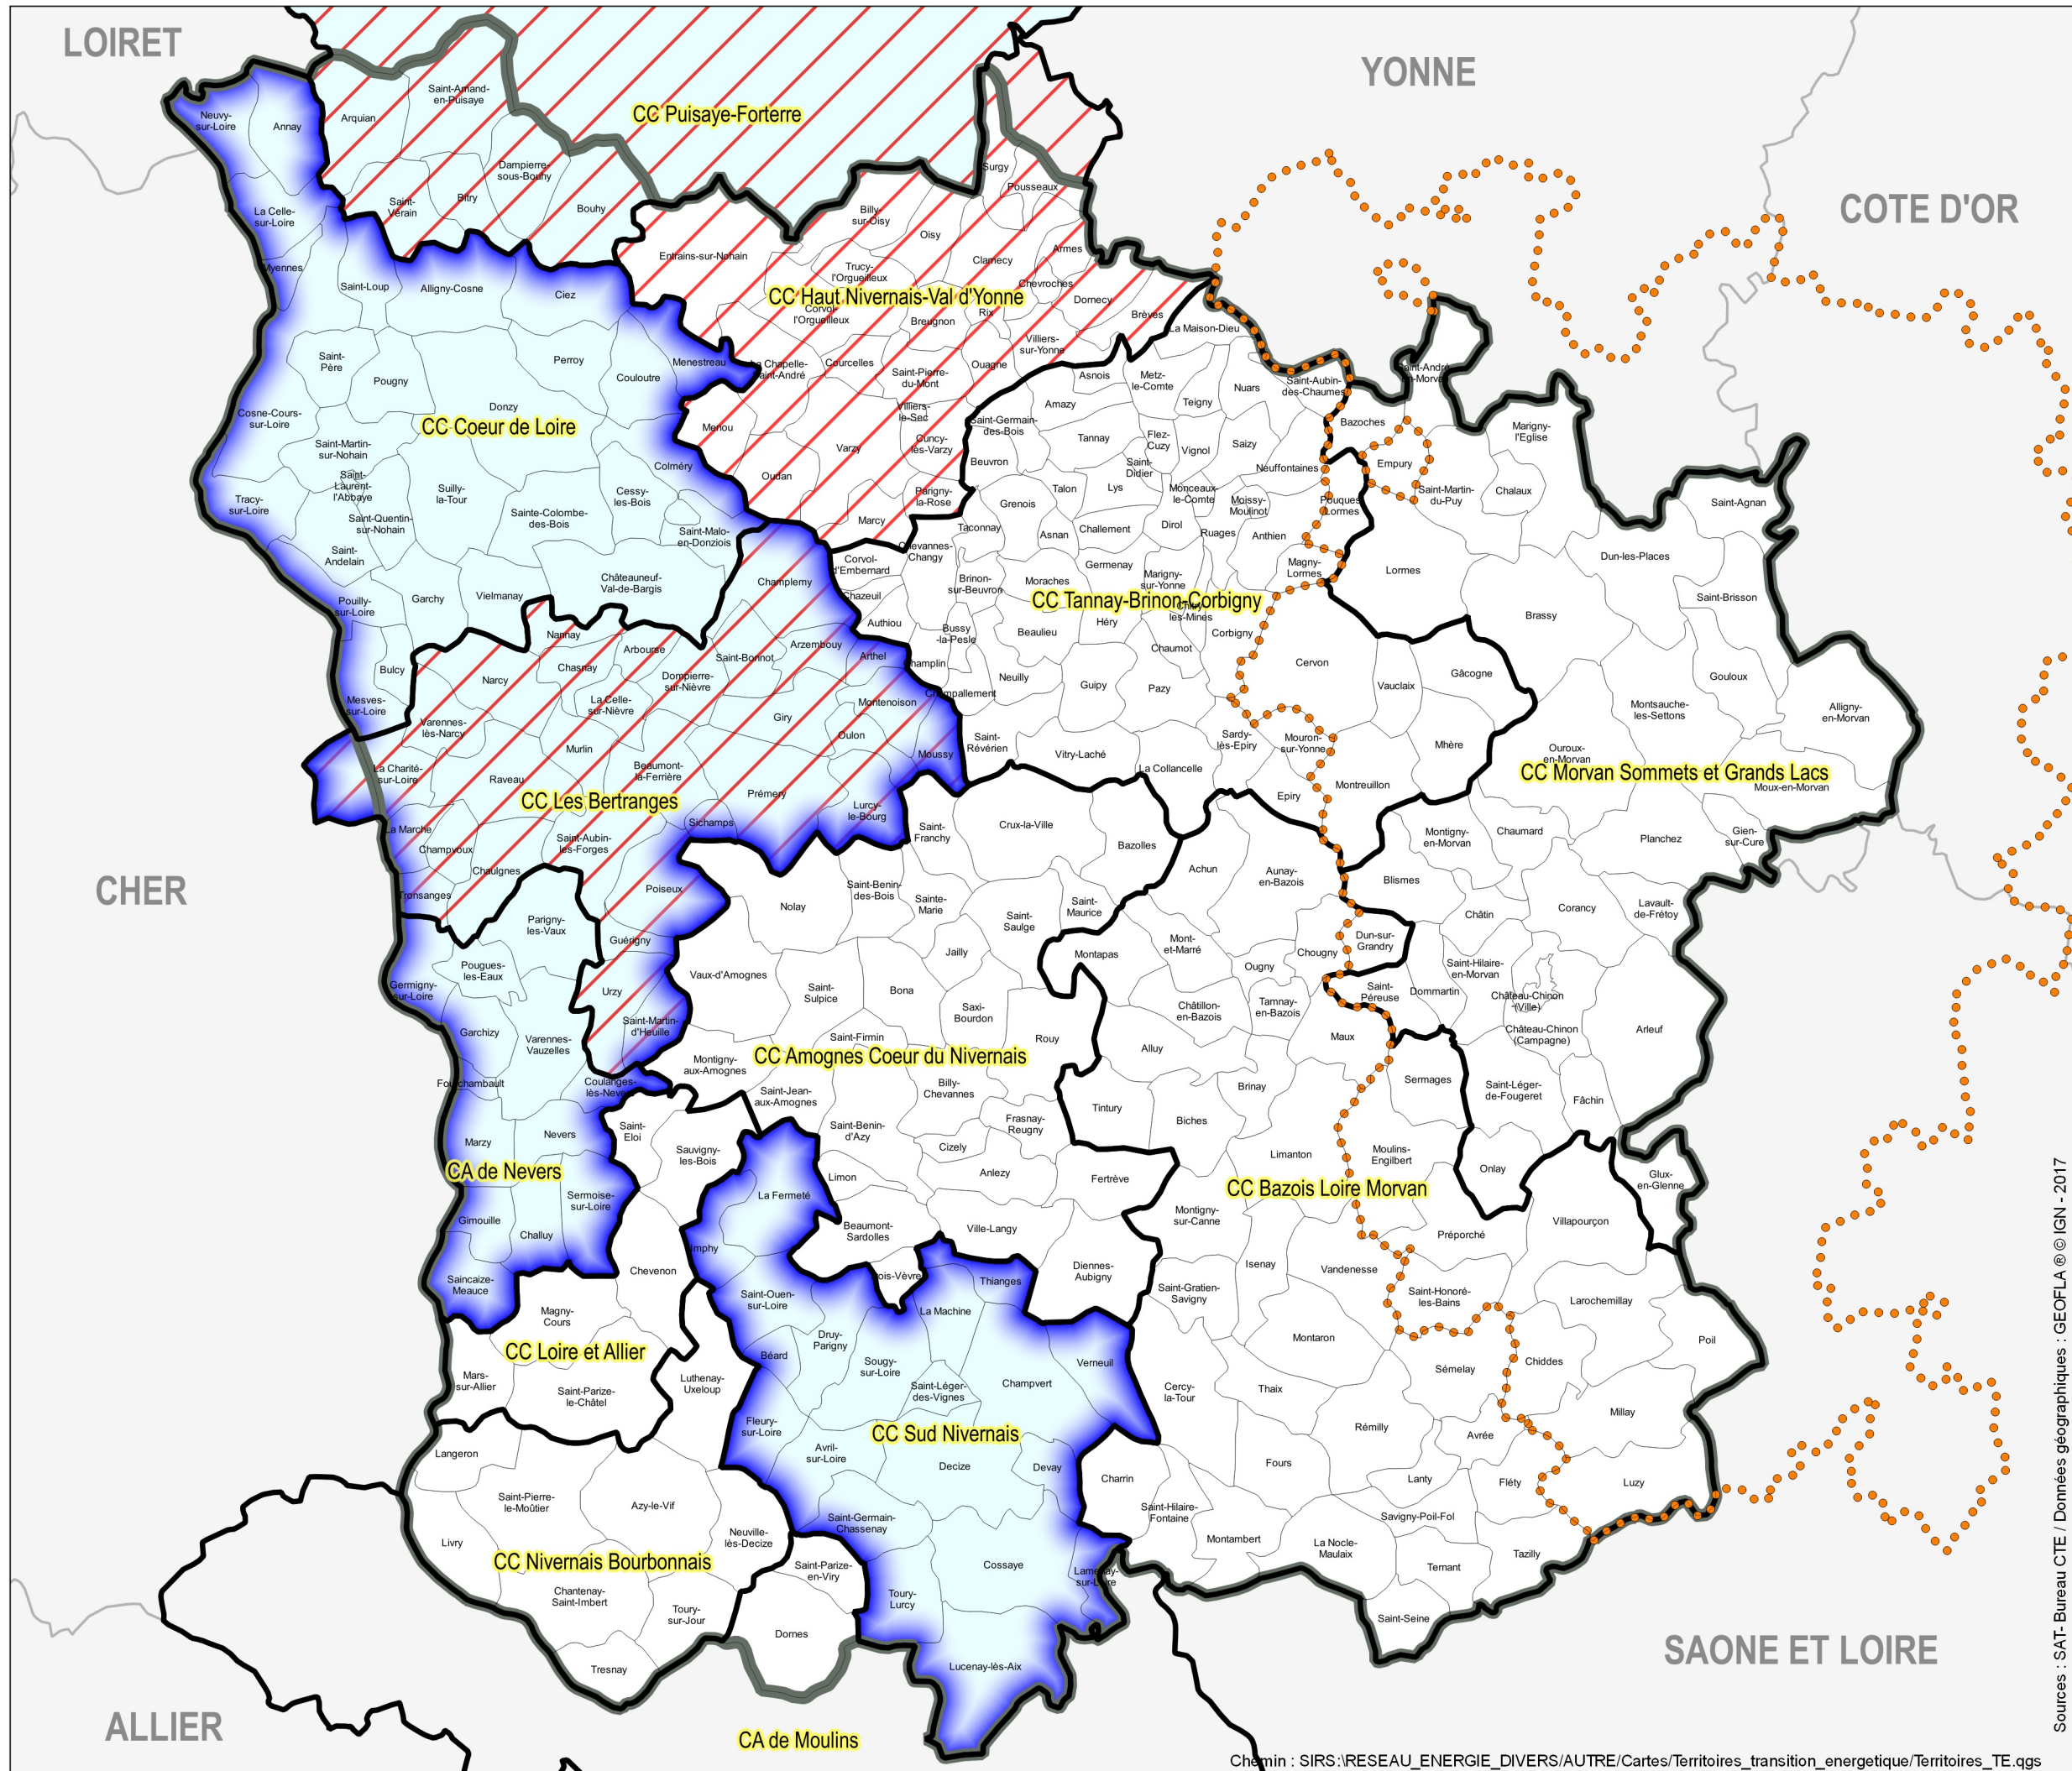 LOIRET
YONNE
COTE D'OR
CHER
ALLIER
SAONE ET LOIRE
CC Puisaye-Forterre
Saint-Amand-
en-Puisaye
Arquian
Neuvy-
sur-Loire
Annay
Dampierre-
sous-Bouhy
Bitry
Saint-
Vérain
Bouhy
La Celle-
sur-Loire
Myennes
Surgy
Pousseaux
Billy-
sur-Oisy
Oisy
Entrains-sur-Nohain
Trucy-
l'Orgueilleux
Clamecy
Armes
Chevroches
CC Haut Nivernais-Val d'Yonne
Dornecy
Corvol-
l'Orgueilleux
Breugnon
Rix
Brèves
Villiers-
sur-Yonne
La Chapelle-
Saint-André
Courcelles
Ouagne
Saint-Pierre-
du-Mont
Villiers-
le-Sec
Menou
Cuncy-
lès-Varzy
Varzy
Oudan
Parigny-
la-Rose
Marcy
Saint-Loup
Alligny-Cosne
Ciez
Saint-
Père
Pougny
Perroy
Couloutre
Menestreau
Donzy
CC Coeur de Loire
Cosne-Cours-
sur-Loire
Saint-Martin-
sur-Nohain
Saint-
Laurent-
l'Abbaye
Tracy-
sur-Loire
Suilly-
la-Tour
Colméry
Cessy-
les-Bois
Saint-Quentin-
sur-Nohain
Sainte-Colombe-
des-Bois
Saint-Malo-
en-Donziois
Saint-
Andelain
Châteauneuf-
Val-de-Bargis
Pouilly-
sur-Loire
Garchy
Vielmanay
Bulcy
Mesves-
sur-Loire
La Maison-Dieu
Asnois
Metz-
le-Comte
Nuars
Saint-Aubin-
des-Chaumes
Amazy
Teigny
Saint-Germain-
des-Bois
Tannay
Flez-
Cuzy
Vignol
Saizy
Beuvron
Saint-
Didier
Neuffontaines
Talon
Lys
Monceaux-
le-Comte
Moissy-
Moulinot
Pouques-
Lormes
Grenois
Taconnay
Asnan
Challement
Dirol
Ruages
Anthien
Chevannes-
Changy
Corvol-
d'Embernard
Germenay
Magny-
Lormes
Brinon-
sur-Beuvron
Moraches
Marigny-
sur-Yonne
Chazeuil
CC Tannay-Brinon-Corbigny
Chitry-
les-Mines
Authiou
Bussy
-la-Pesle
Beaulieu
Héry
Corbigny
Chaumot
Champlin
Neuilly
Guipy
Pazy
Champallement
Cervon
Vauclaix
Gâcogne
Saint-
Révérien
Vitry-Laché
La Collancelle
Sardy-
lès-Epiry
Mouron-
sur-Yonne
Mhère
Epiry
Montreuillon
Saint-André-
en-Morvan
Bazoches
Marigny-
l'Eglise
Empury
Saint-Martin-
du-Puy
Chalaux
Saint-Agnan
Dun-les-Places
Lormes
Saint-Brisson
Brassy
Gouloux
Montsauche-
les-Settons
Alligny-
en-Morvan
Ouroux-
en-Morvan
CC Morvan Sommets et Grands Lacs
Moux-en-Morvan
Montigny-
en-Morvan
Chaumard
Planchez
Gien-
sur-Cure
Blismes
Châtin
Corancy
Lavault-
de-Frétoy
Saint-Hilaire-
en-Morvan
Dommartin
Château-Chinon
(Ville)
Château-Chinon
(Campagne)
Arleuf
Saint-Léger-
de-Fougeret
Fâchin
Onlay
Glux-
en-Glenne
Champlemy
Nannay
Arbourse
Arzembouy
Arthel
Chasnay
Saint-Bonnot
Narcy
Dompierre-
sur-Nièvre
La Celle-
sur-Nièvre
Montenoison
Giry
Varennes-
lès-Narcy
Murlin
Oulon
Moussy
La Charité-
sur-Loire
Raveau
Beaumont-
la-Ferrière
Prémery
CC Les Bertranges
Lurcy-
le-Bourg
Sichamps
La Marche
Champvoux
Saint-Aubin-
les-Forges
Chaulgnes
Tronsanges
Poiseux
Guérigny
Urzy
Saint-Martin-
d'Heuille
Parigny-
les-Vaux
Pougues-
les-Eaux
Germigny-
sur-Loire
Garchizy
Varennes-
Vauzelles
Fourchambault
Coulanges-
lès-Nevers
Marzy
Nevers
CA de Nevers
Sermoise-
sur-Loire
Gimouille
Challuy
Saincaize-
Meauce
Saint-
Franchy
Crux-la-Ville
Bazolles
Saint-Benin-
des-Bois
Nolay
Sainte-
Marie
Saint-
Saulge
Saint-
Maurice
Jailly
Vaux-d'Amognes
Saint-
Sulpice
Bona
Saxi-
Bourdon
Saint-Firmin
Rouy
CC Amognes Coeur du Nivernais
Montigny-
aux-Amognes
Saint-Jean-
aux-Amognes
Billy-
Chevannes
Frasnay-
Reugny
Saint-Benin-
d'Azy
Cizely
Anlezy
Limon
Fertrève
Beaumont-
Sardolles
Ville-Langy
Diennes-
Aubigny
Bois-Vèvre
Achun
Aunay-
en-Bazois
Montapas
Mont-
et-Marré
Chougny
Dun-sur-
Grandry
Ougny
Châtillon-
en-Bazois
Tamnay-
en-Bazois
Saint-
Péreuse
Alluy
Maux
Brinay
Sermages
Tintury
Biches
Limanton
Moulins-
Engilbert
CC Bazois Loire Morvan
Montigny-
sur-Canne
Préporché
Villapourçon
Isenay
Vandenesse
Saint-Gratien-
Savigny
Saint-Honoré-
les-Bains
Larochemillay
Montaron
Poil
Sémelay
Chiddes
Cercy-
la-Tour
Thaix
Rémilly
Millay
Avrée
Fours
Lanty
Fléty
Luzy
Charrin
Saint-Hilaire-
Fontaine
Savigny-Poil-Fol
Montambert
La Nocle-
Maulaix
Ternant
Tazilly
Saint-Seine
Saint-
Eloi
Sauvigny-
les-Bois
Chevenon
Magny-
Cours
CC Loire et Allier
Mars-
sur-Allier
Saint-Parize-
le-Châtel
La Fermeté
Imphy
Saint-Ouen-
sur-Loire
Thianges
La Machine
Druy-
Parigny
Béard
Sougy-
sur-Loire
Verneuil
Saint-Léger-
des-Vignes
Champvert
Fleury-
sur-Loire
CC Sud Nivernais
Avril-
sur-Loire
Decize
Devay
Saint-Germain-
Chassenay
Cossaye
Lamenay-
sur-Loire
Toury-
Lurcy
Lucenay-lès-Aix
Luthenay-
Uxeloup
Langeron
Saint-Pierre-
le-Moûtier
Azy-le-Vif
Livry
Neuville-
lès-Decize
CC Nivernais Bourbonnais
Saint-Parize-
en-Viry
Chantenay-
Saint-Imbert
Toury-
sur-Jour
Dornes
Tresnay
CA de Moulins
Sources : SAT- Bureau CTE / Données géographiques : GEOFLA ® © IGN - 2017
Chemin : SIRS:\RESEAU_ENERGIE_DIVERS/AUTRE/Cartes/Territoires_transition_energetique/Territoires_TE.qgs